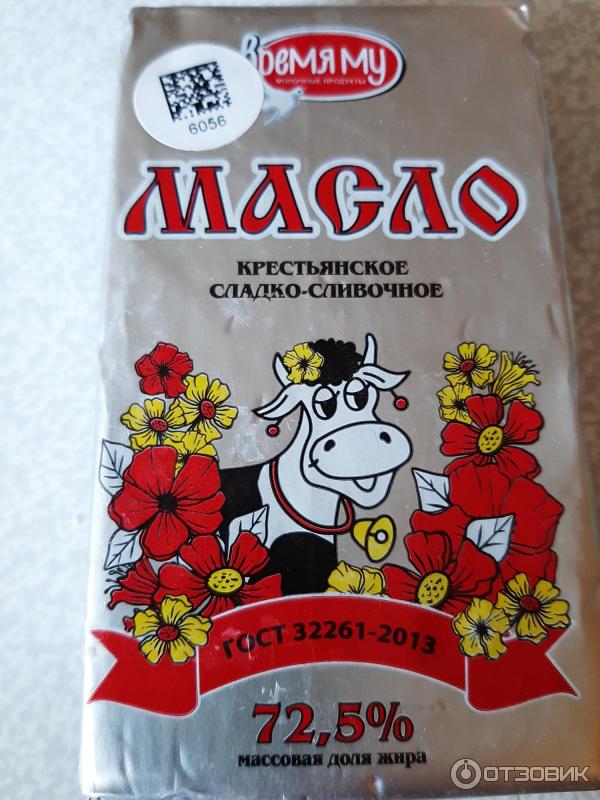 Время му
МОЛОЧНЫЕ ПРОДУКТЫ
6056
МАСЛО
КРЕСТЬЯНСКОЕ
СЛАДКО-СЛИВОЧНОЕ
ГОСТ 32261-2013
72,5%
массовая доля жира
ОТЗОВИК